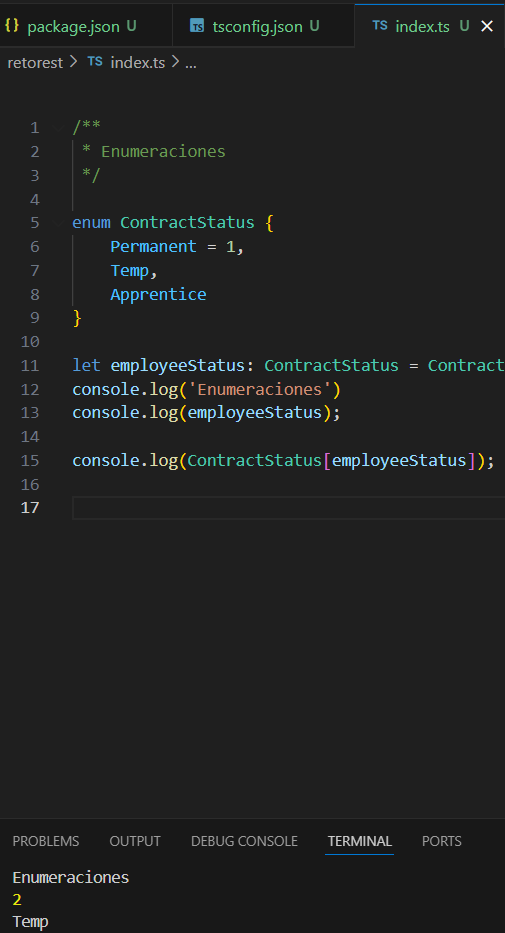 {} package.json U TS tsconfig.json U TS index.ts U ×
retorest > TS index.ts > ...
1 /**
2 * Enumeraciones
3 */
4
5 enum ContractStatus {
6 Permanent = 1,
7 Temp,
8 Apprentice
9 }
10
11 let employeeStatus: ContractStatus = Contract
12 console.log('Enumeraciones')
13 console.log(employeeStatus);
14
15 console.log(ContractStatus[employeeStatus]);
16
17
PROBLEMS OUTPUT DEBUG CONSOLE TERMINAL PORTS
Enumeraciones
2
Temp